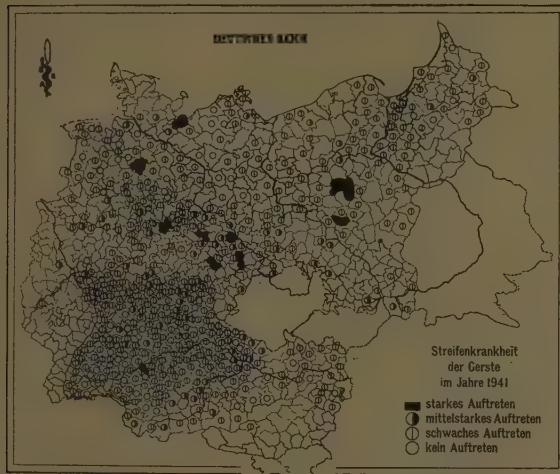 DEUTSCHES REICH
Streifenkrankheit
der Gerste
im Jahre 1941
starkes Auftreten
mittelstarkes Auftreten
schwaches Auftreten
kein Auftreten